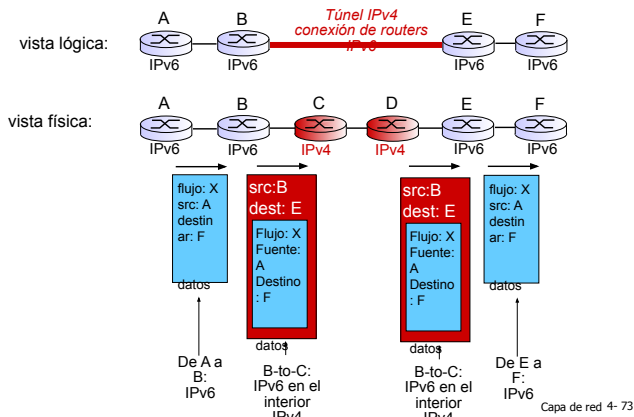 vista lógica:
A
B
Túnel IPv4
conexión de routers
IPv6
E
F
IPv6
IPv6
IPv6
IPv6
vista física:
A
B
C
D
E
F
IPv6
IPv6
IPv4
IPv4
IPv6
IPv6
flujo: X
src: A
destin
ar: F
datos
src:B
dest: E
Flujo: X
Fuente:
A
Destino
: F
datos
src:B
dest: E
Flujo: X
Fuente:
A
Destino
: F
datos
flujo: X
src: A
destin
ar: F
datos
De A a
B:
IPv6
B-to-C:
IPv6 en el
interior
IPv4
B-to-C:
IPv6 en el
interior
IPv4
De E a
F:
IPv6
Capa de red 4- 73